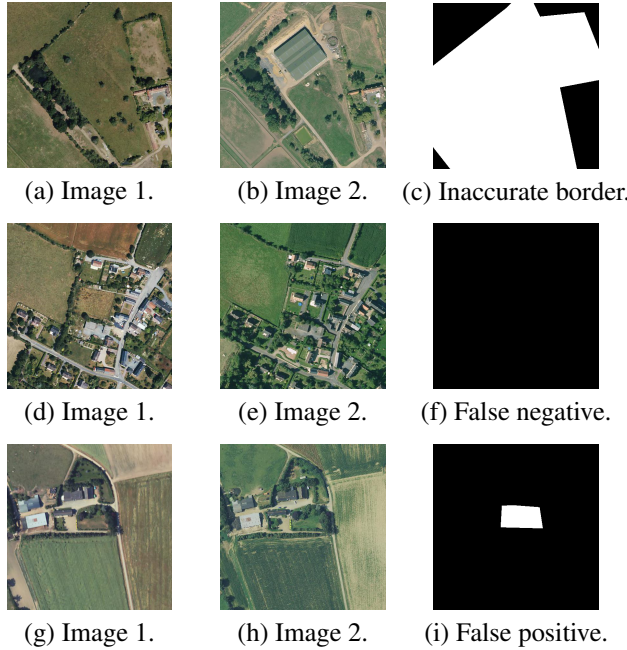 (a) Image 1.
(b) Image 2.
(c) Inaccurate border.
(d) Image 1.
(e) Image 2.
(f) False negative.
(g) Image 1.
(h) Image 2.
(i) False positive.